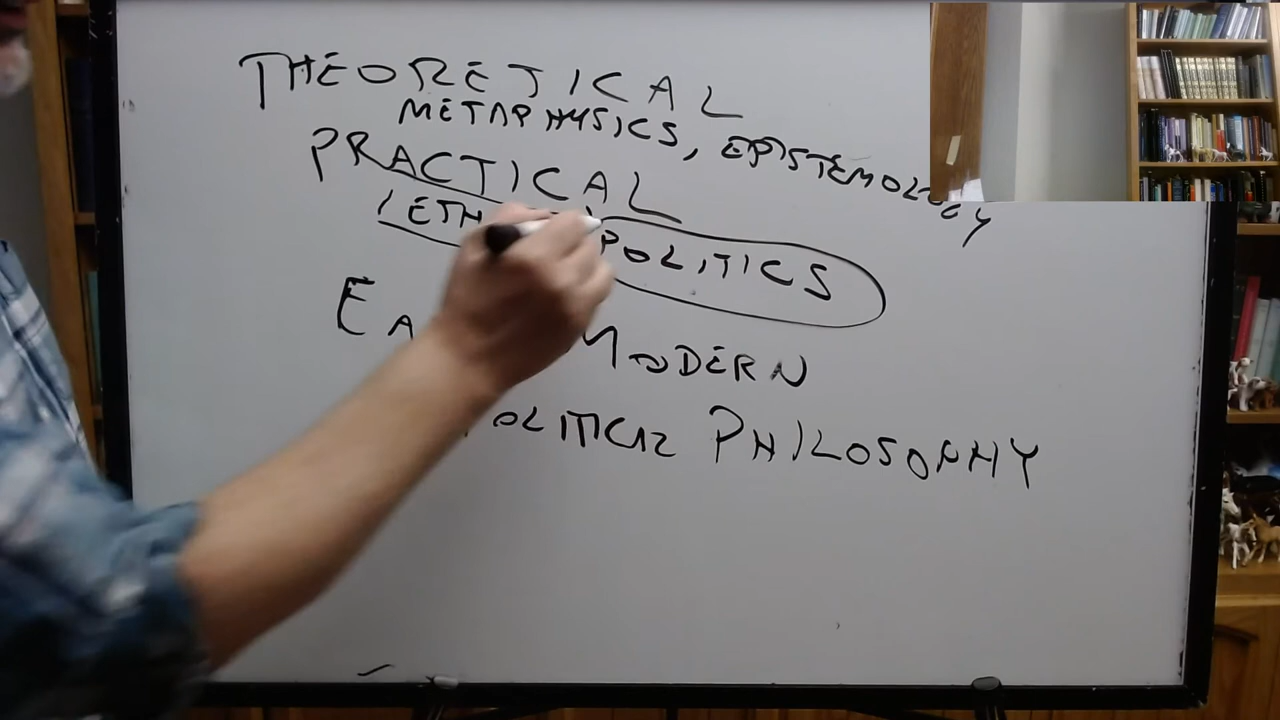 THEORETICAL
METAPHYSICS, EPISTEMOLOGY
PRACTICAL
POLITICS
MODERN
PHILOSOPHY